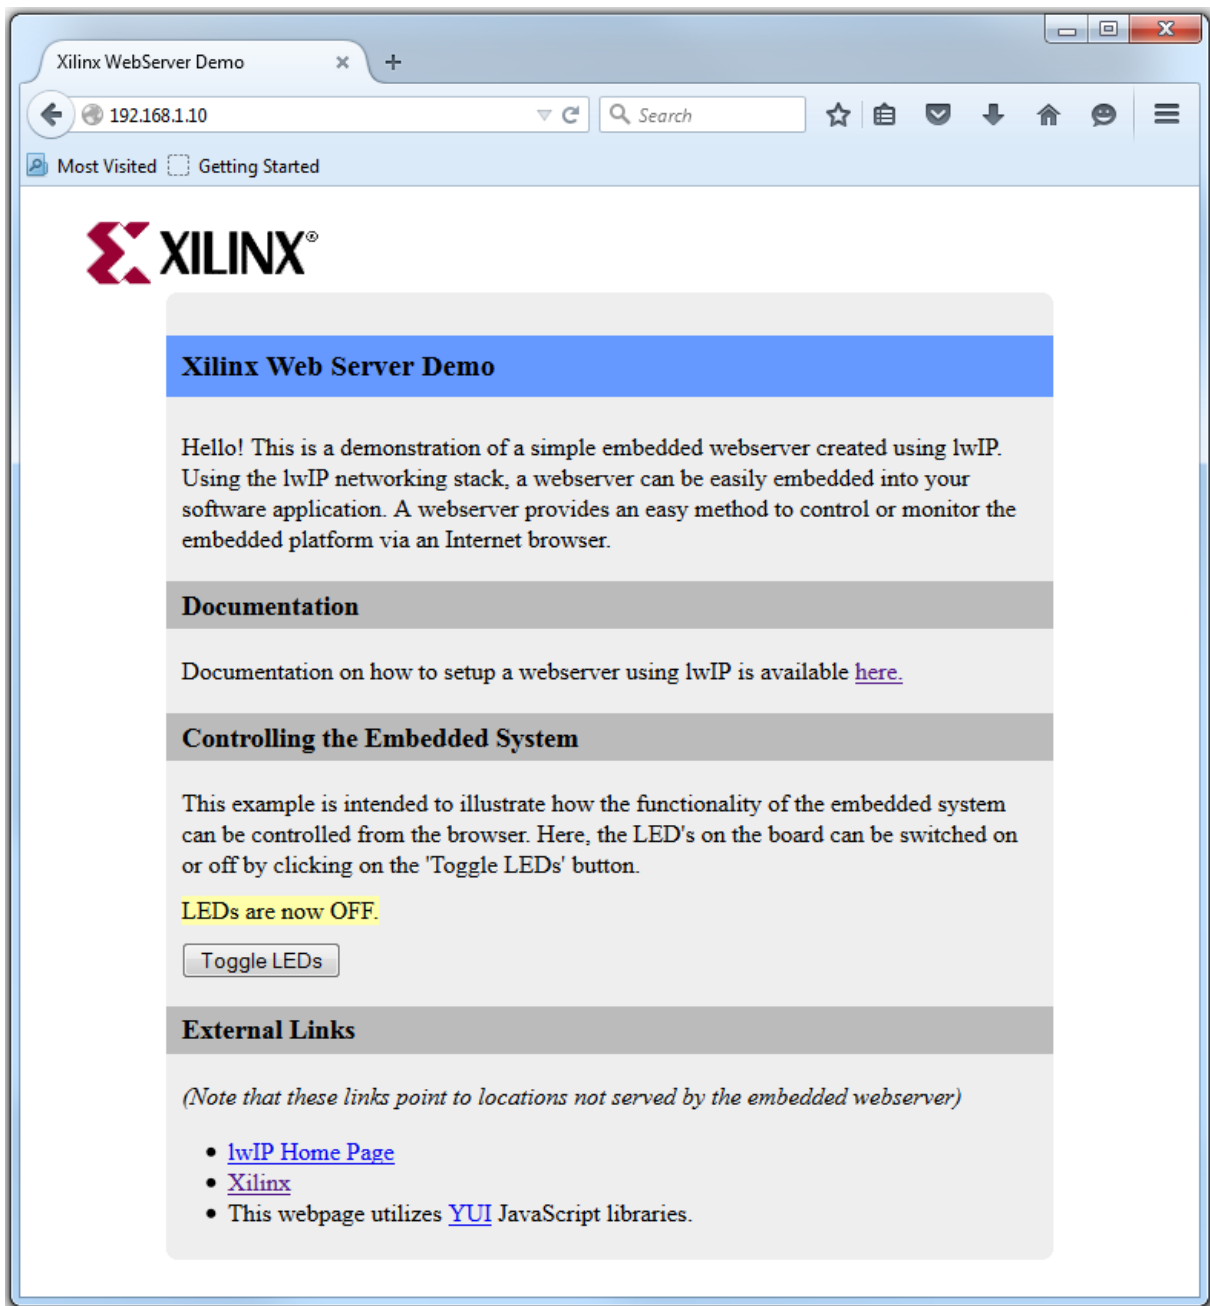 Xilinx WebServer Demo
192.168.1.10
Search
Most Visited
Getting Started
XILINX®
Xilinx Web Server Demo
Hello! This is a demonstration of a simple embedded webserver created using lwIP.
Using the lwIP networking stack, a webserver can be easily embedded into your
software application. A webserver provides an easy method to control or monitor the
embedded platform via an Internet browser.
Documentation
Documentation on how to setup a webserver using lwIP is available here.
Controlling the Embedded System
This example is intended to illustrate how the functionality of the embedded system
can be controlled from the browser. Here, the LED's on the board can be switched on
or off by clicking on the 'Toggle LEDs' button.
LEDs are now OFF.
Toggle LEDs
External Links
(Note that these links point to locations not served by the embedded webserver)
• lwIP Home Page
• Xilinx
• This webpage utilizes YUI JavaScript libraries.